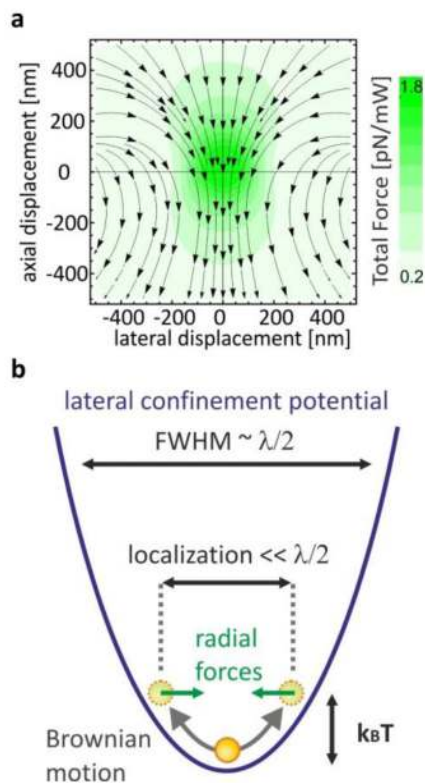 a
axial displacement [nm]
400
200
0
-200
-400
-400 -200 0 200 400
lateral displacement [nm]
1.8
0.2
Total Force [pN/mW]
b
lateral confinement potential
FWHM ~ λ/2
localization << λ/2
radial
forces
Brownian
motion
kBT